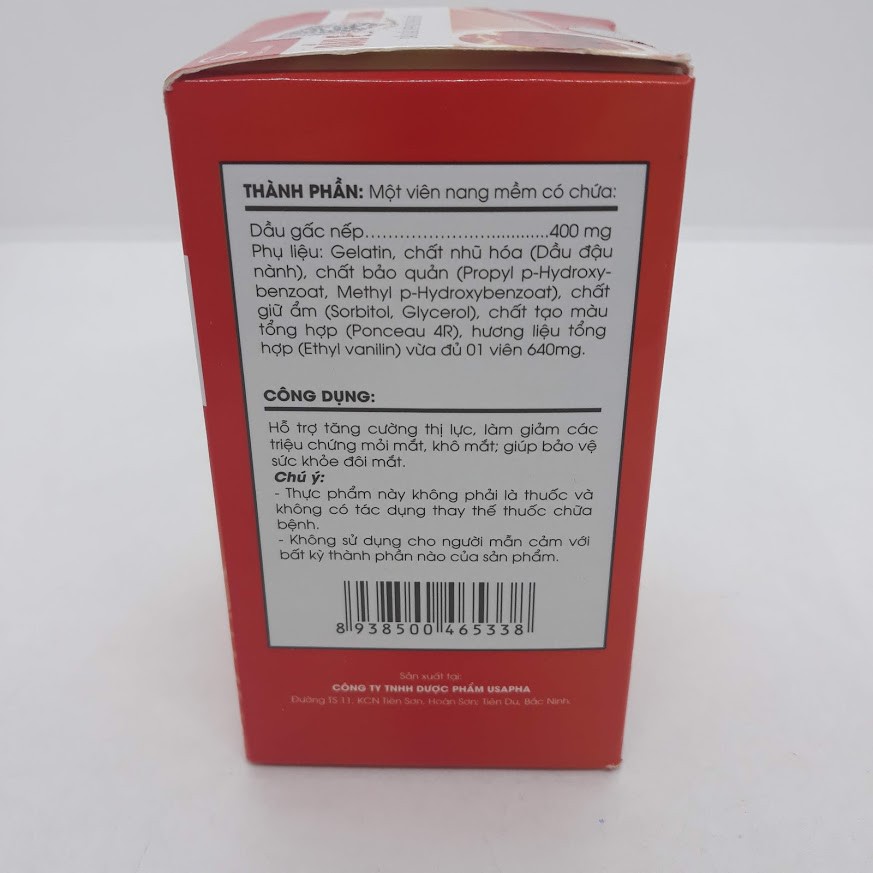 THÀNH PHẦN: Một viên nang mềm có chứa:
Dầu gấc nếp.................................400 mg
Phụ liệu: Gelatin, chất nhũ hóa (Dầu đậu
nành), chất bảo quản (Propyl p-Hydroxy-
benzoat, Methyl p-Hydroxybenzoat), chất
giữ ẩm (Sorbitol, Glycerol), chất tạo màu
tổng hợp (Ponceau 4R), hương liệu tổng
hợp (Ethyl vanilin) vừa đủ 01 viên 640mg.
CÔNG DỤNG:
Hỗ trợ tăng cường thị lực, làm giảm các
triệu chứng mỏi mắt, khô mắt; giúp bảo vệ
sức khỏe đôi mắt.
Chú ý:
- Thực phẩm này không phải là thuốc và
không có tác dụng thay thế thuốc chữa
bệnh.
- Không sử dụng cho người mẫn cảm với
bất kỳ thành phần nào của sản phẩm.
8 938500 465338
Sản xuất tại:
CÔNG TY TNHH DƯỢC PHẨM USAPHA
Đường TS 11, KCN Tiên Sơn, Hoàn Sơn, Tiên Du, Bắc Ninh